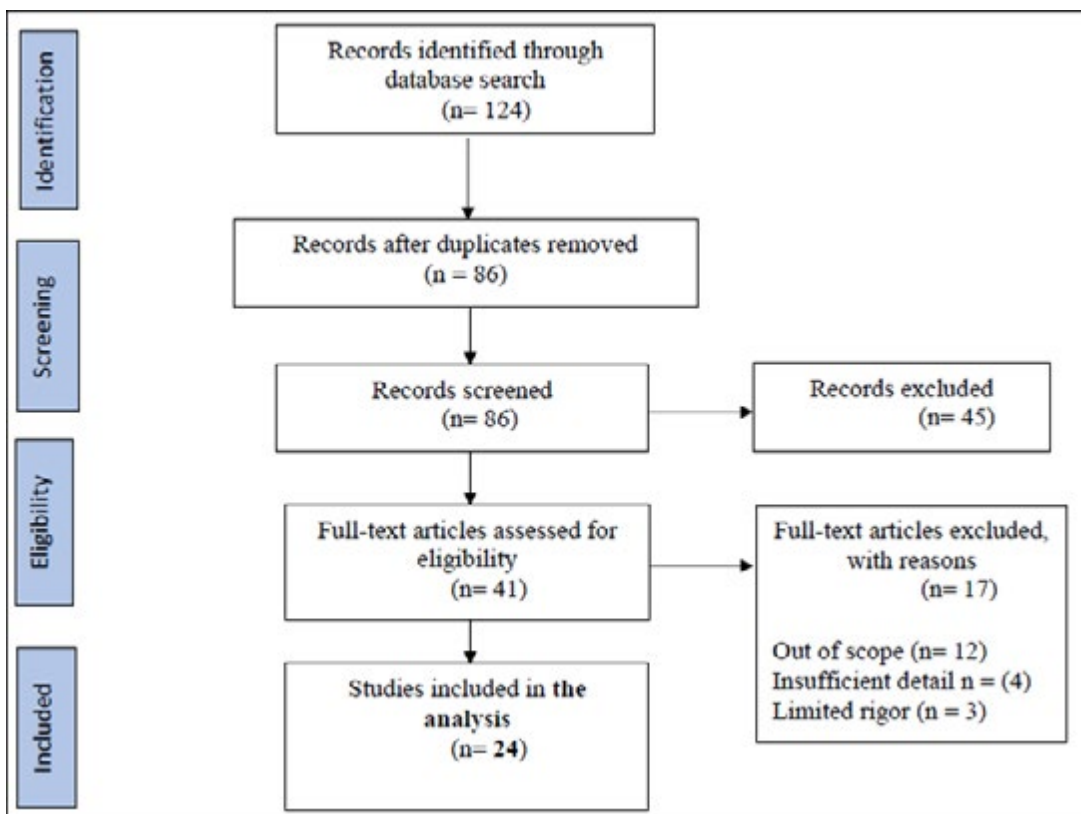 Identification
Records identified through
database search
(n= 124)
Records after duplicates removed
(n = 86)
Screening
Records screened
(n= 86)
Records excluded
(n= 45)
Eligibility
Full-text articles assessed for
eligibility
(n= 41)
Full-text articles excluded,
with reasons
(n= 17)
Out of scope (n= 12)
Insufficient detail n = (4)
Limited rigor (n = 3)
Included
Studies included in the
analysis
(n= 24)